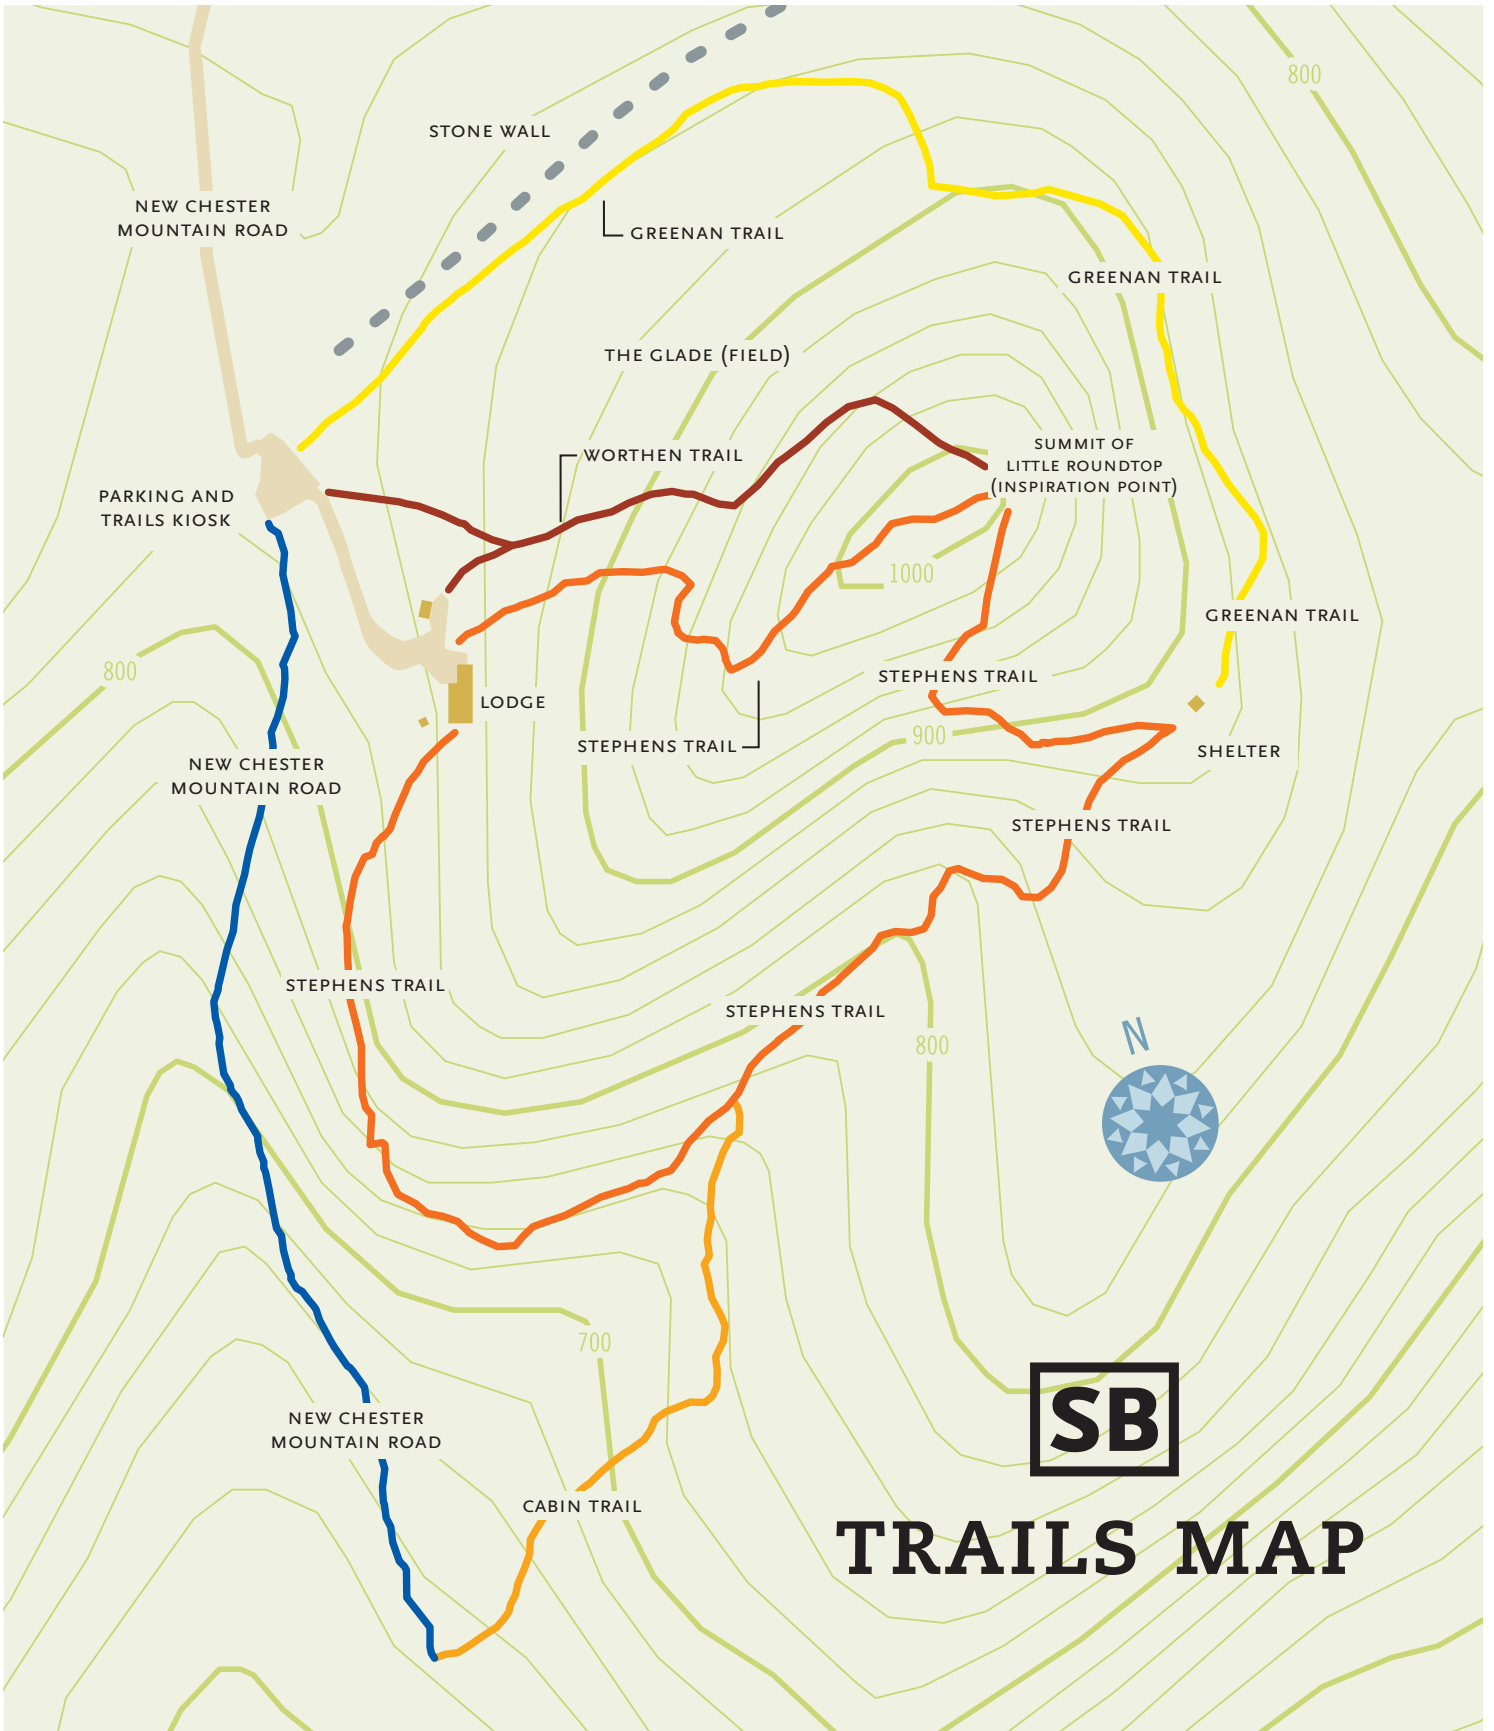 800
STONE WALL
NEW CHESTER
MOUNTAIN ROAD
GREENAN TRAIL
GREENAN TRAIL
THE GLADE (FIELD)
WORTHEN TRAIL
SUMMIT OF
LITTLE ROUNDTOP
(INSPIRATION POINT)
PARKING AND
TRAILS KIOSK
1000
GREENAN TRAIL
800
STEPHENS TRAIL
LODGE
900
STEPHENS TRAIL
SHELTER
NEW CHESTER
MOUNTAIN ROAD
STEPHENS TRAIL
STEPHENS TRAIL
STEPHENS TRAIL
800
N
700
NEW CHESTER
MOUNTAIN ROAD
SB
CABIN TRAIL
TRAILS MAP